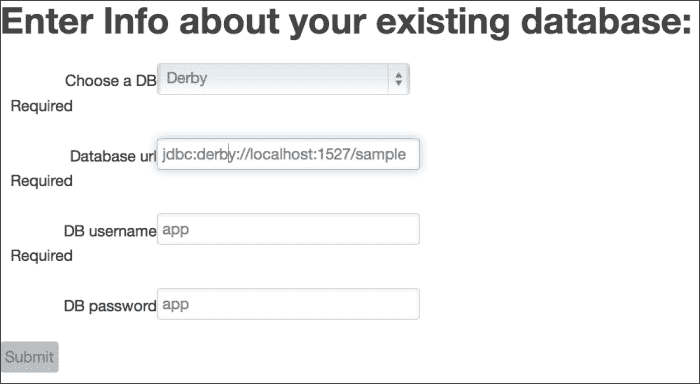 Enter Info about your existing database:
Choose a DB Derby
Required
Database url jdbc:derby://localhost:1527/sample
Required
DB username app
Required
DB password app
Submit